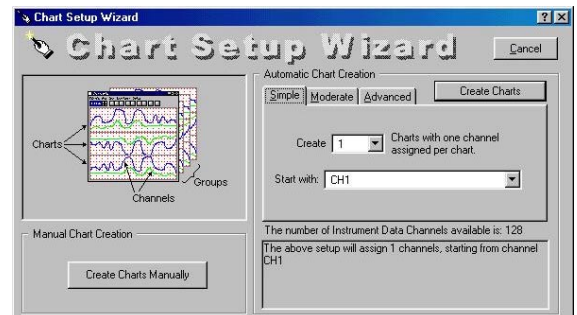 Chart Setup Wizard
Chart Setup Wizard
Cancel
Charts
Channels
Groups
Manual Chart Creation
Create Charts Manually
Automatic Chart Creation
Simple Moderate Advanced
Create Charts
Create 1 Charts with one channel
assigned per chart.
Start with: CH1
The number of Instrument Data Channels available is: 128
The above setup will assign 1 channels, starting from channel
CH1